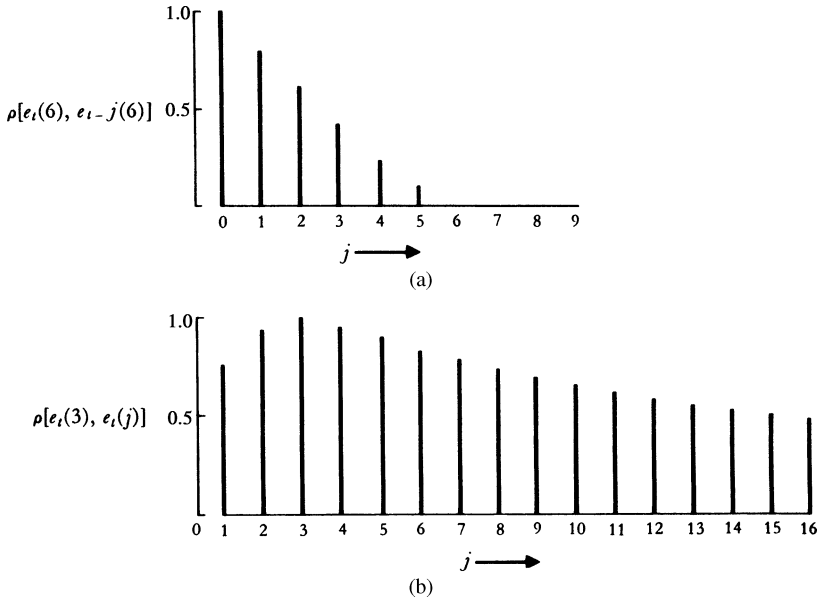 1.0
ρ[e_t(6), e_{t-j}(6)] 0.5
0 1 2 3 4 5 6 7 8 9
j
(a)
1.0
ρ[e_t(3), e_t(j)] 0.5
0 1 2 3 4 5 6 7 8 9 10 11 12 13 14 15 16
j
(b)